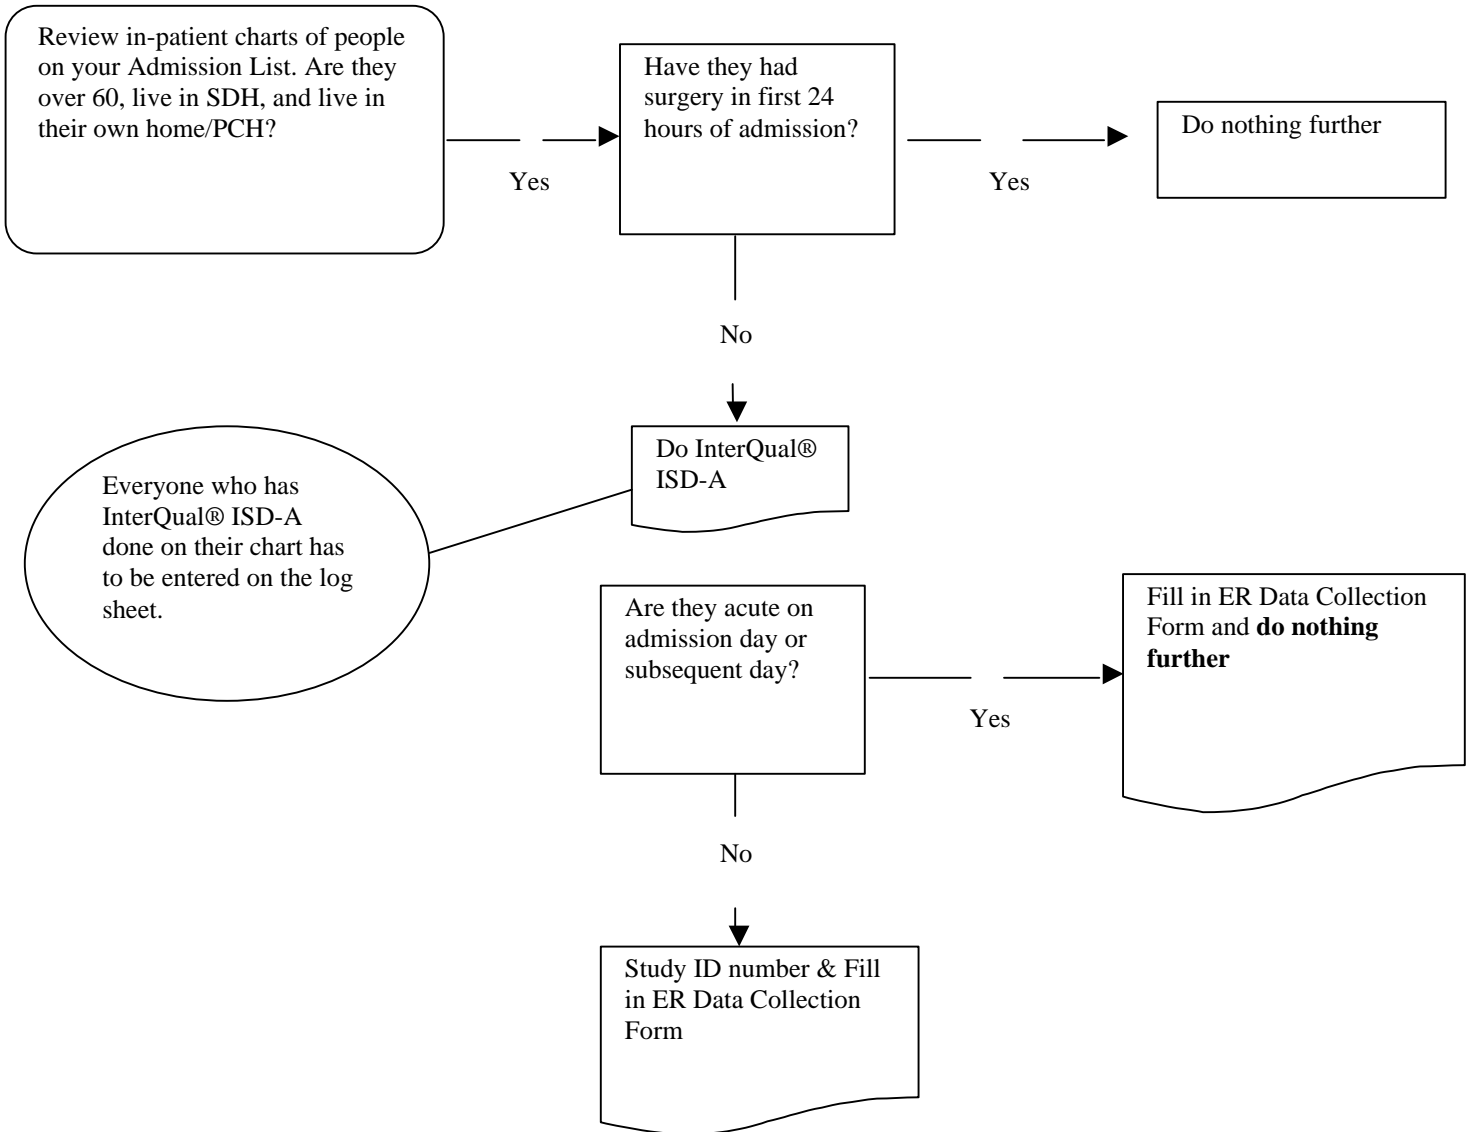 Review in-patient charts of people
on your Admission List. Are they
over 60, live in SDH, and live in
their own home/PCH?
Yes
Have they had
surgery in first 24
hours of admission?
Yes
Do nothing further
No
Do InterQual®
ISD-A
Everyone who has
InterQual® ISD-A
done on their chart has
to be entered on the log
sheet.
Are they acute on
admission day or
subsequent day?
Yes
Fill in ER Data Collection
Form and do nothing
further
No
Study ID number & Fill
in ER Data Collection
Form